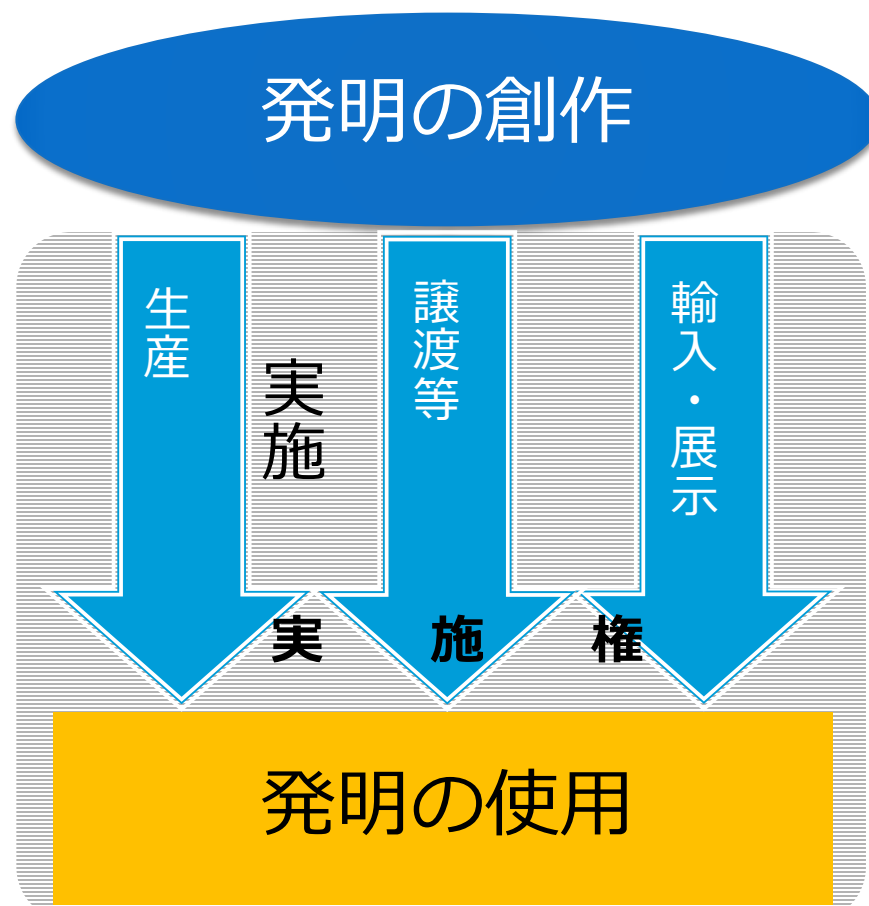 発明の創作
生産
実施
譲渡等
輸入・展示
実施権
発明の使用